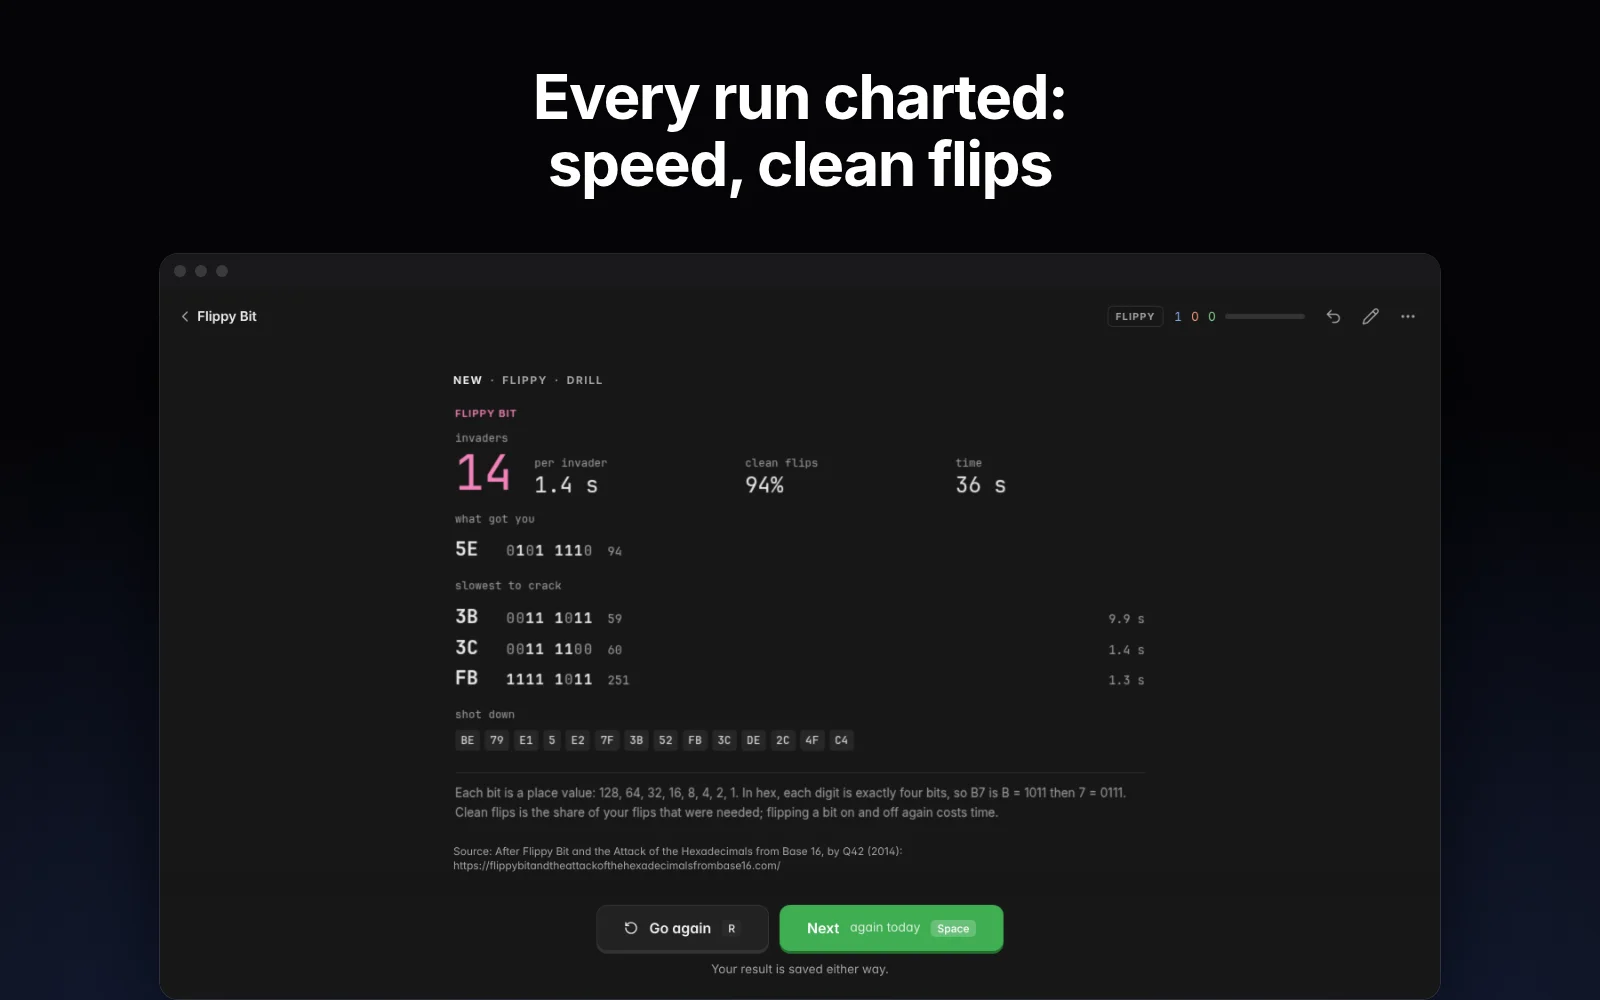 Every run charted:
speed, clean flips
Flippy Bit
FLIPPY 1 0 0
NEW · FLIPPY · DRILL
FLIPPY BIT
invaders
14
per invader
1.4 s
clean flips
94%
time
36 s
what got you
5E 0101 1110 94
slowest to crack
3B 0011 1011 59 9.9 s
3C 0011 1100 60 1.4 s
FB 1111 1011 251 1.3 s
shot down
BE 79 E1 5 E2 7F 3B 52 FB 3C DE 2C 4F C4
Each bit is a place value: 128, 64, 32, 16, 8, 4, 2, 1. In hex, each digit is exactly four bits, so B7 is B = 1011 then 7 = 0111.
Clean flips is the share of your flips that were needed; flipping a bit on and off again costs time.
Source: After Flippy Bit and the Attack of the Hexadecimals from Base 16, by Q42 (2014):
https://flippybitandtheattackofthehexadecimalsfrombase16.com/
Go again R
Next again today Space
Your result is saved either way.